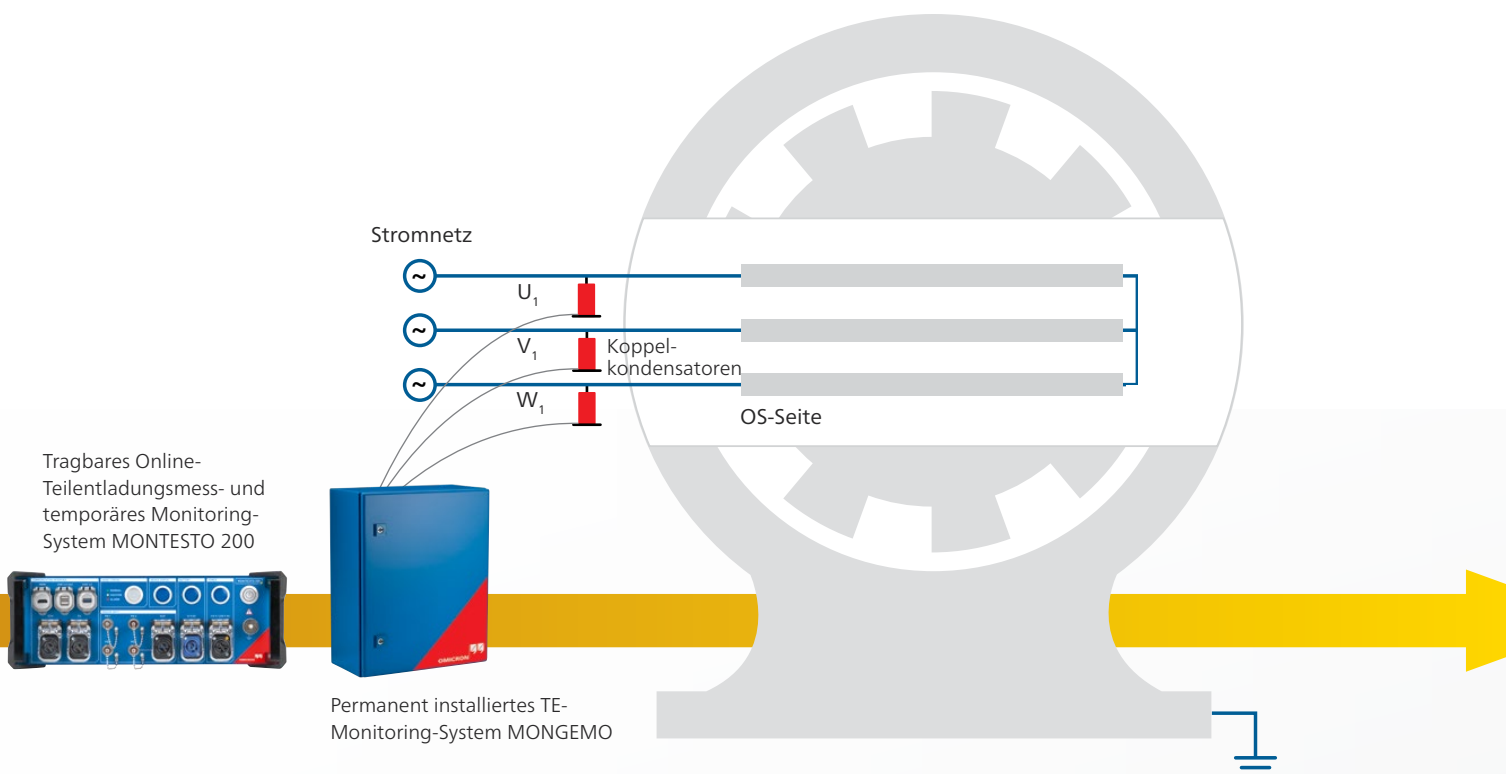 Stromnetz
~
U1
~
V1
Koppel-
kondensatoren
~
W1
OS-Seite
Tragbares Online-
Teilentladungsmess- und
temporäres Monitoring-
System MONTESTO 200
OMICRON
Permanent installiertes TE-
Monitoring-System MONGEMO